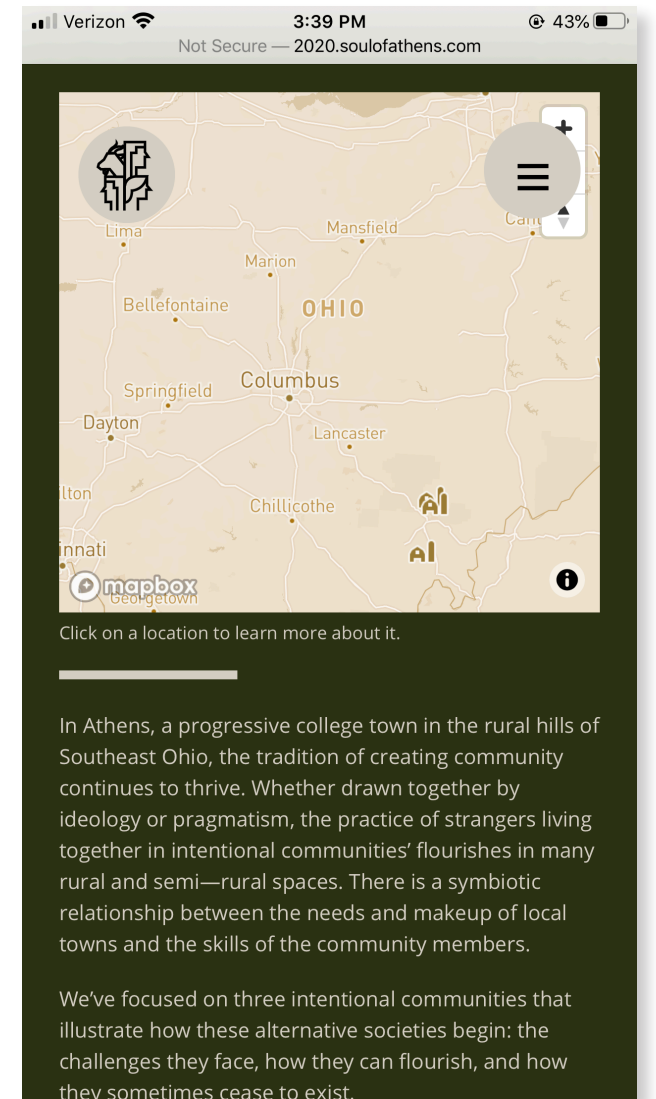 Verizon 3:39 PM 43%
Not Secure — 2020.soulofathens.com
Lima
Mansfield
Marion
Bellefontaine
OHIO
Columbus
Springfield
Dayton
Lancaster
lton
Chillicothe
innati
mapbox
Georgetown
Click on a location to learn more about it.
In Athens, a progressive college town in the rural hills of
Southeast Ohio, the tradition of creating community
continues to thrive. Whether drawn together by
ideology or pragmatism, the practice of strangers living
together in intentional communities’ flourishes in many
rural and semi—rural spaces. There is a symbiotic
relationship between the needs and makeup of local
towns and the skills of the community members.
We’ve focused on three intentional communities that
illustrate how these alternative societies begin: the
challenges they face, how they can flourish, and how
they sometimes cease to exist.